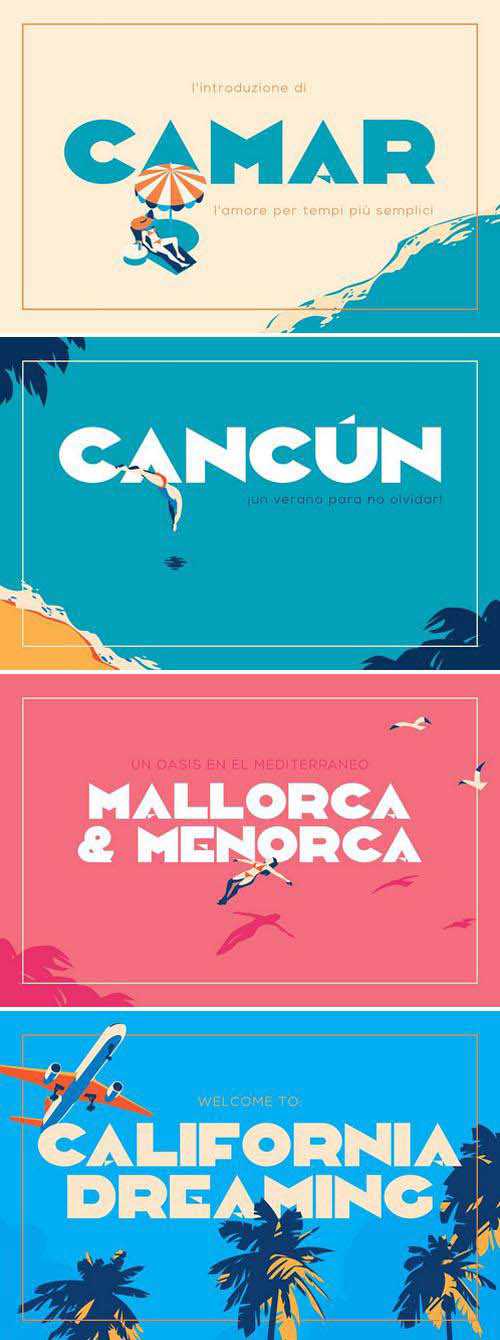 l'introduzione di
CAMAR
l'amore per tempi più semplici
CANCÚN
¡un verano para no olvidar!
UN OASIS EN EL MEDITERRANEO
MALLORCA
& MENORCA
WELCOME TO:
CALIFORNIA
DREAMING